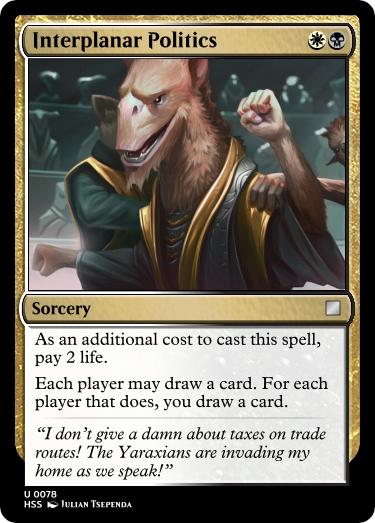 Interplanar Politics
Sorcery
As an additional cost to cast this spell,
pay 2 life.
Each player may draw a card. For each
player that does, you draw a card.
“I don't give a damn about taxes on trade
routes! The Yaraxians are invading my
home as we speak!”
U 0078
HSS Julian Tsependa